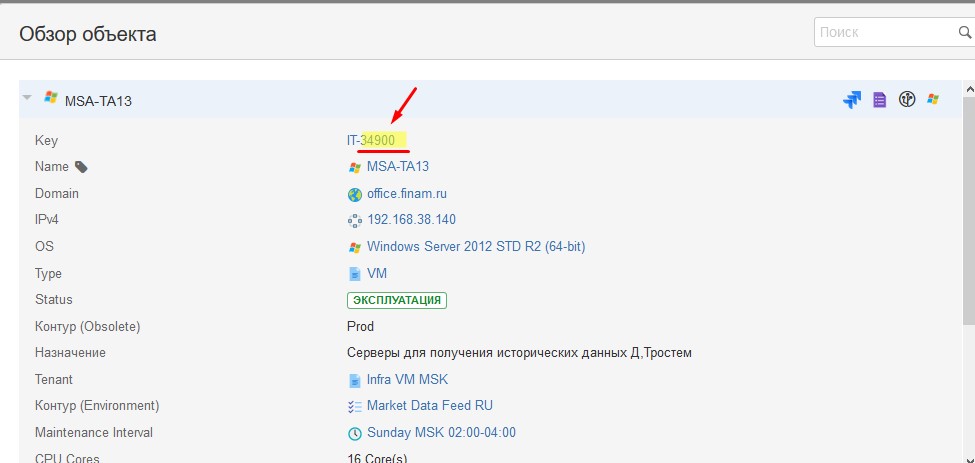 Обзор объекта
Поиск
MSA-TA13
Key IT-34900
Name MSA-TA13
Domain office.finam.ru
IPv4 192.168.38.140
OS Windows Server 2012 STD R2 (64-bit)
Type VM
Status ЭКСПЛУАТАЦИЯ
Контур (Obsolete) Prod
Назначение Серверы для получения исторических данных Д,Тростем
Tenant Infra VM MSK
Контур (Environment) Market Data Feed RU
Maintenance Interval Sunday MSK 02:00-04:00
CPU Cores 16 Core(s)